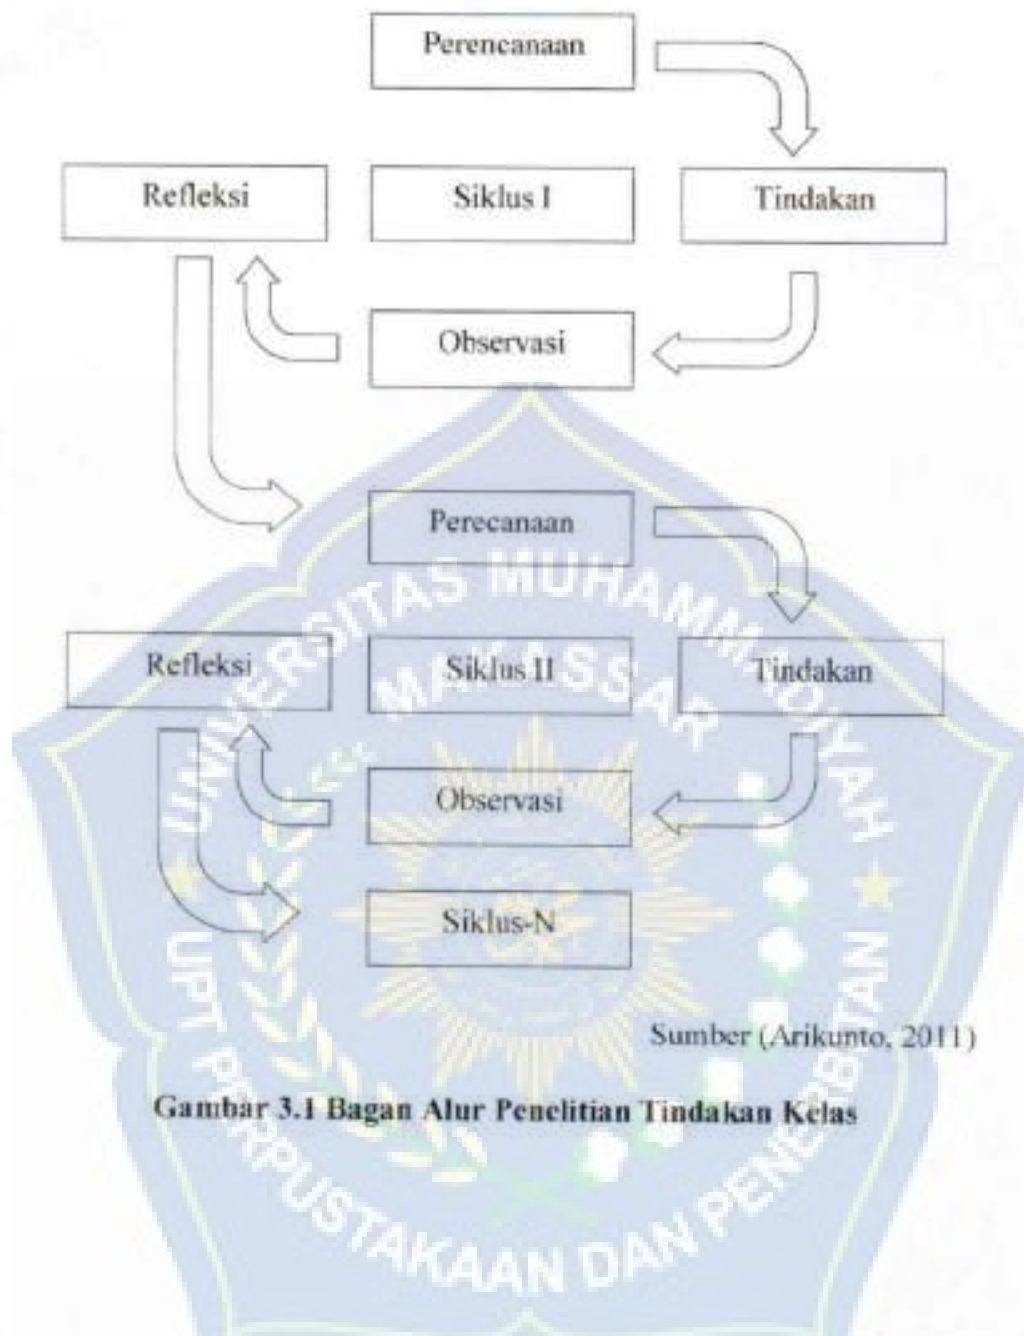 Perencanaan
Refleksi
Siklus I
Tindakan
Observasi
Perecanaan
Refleksi
Siklus II
Tindakan
Observasi
Siklus-N
Sumber (Arikunto, 2011)
Gambar 3.1 Bagan Alur Penelitian Tindakan Kelas
UNIVERSITAS MUHAMMADIYAH
MAKASSAR
UPT PERPUSTAKAAN DAN PENERBITAN